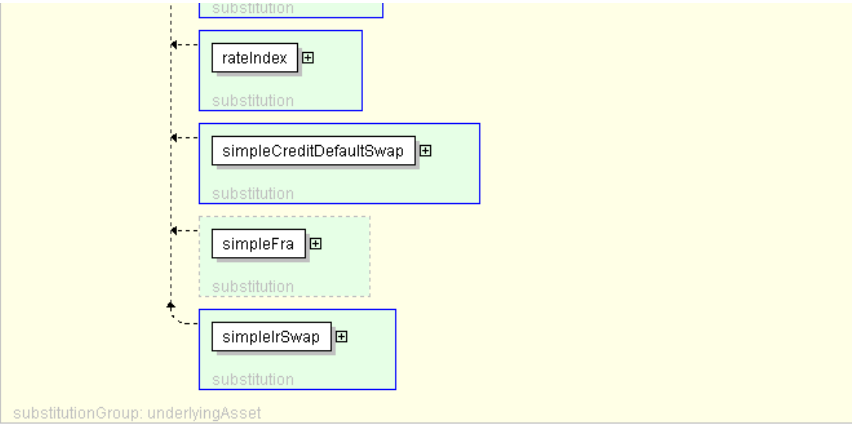 substitution
rateIndex
substitution
simpleCreditDefaultSwap
substitution
simpleFra
substitution
simpleIrSwap
substitution
substitutionGroup: underlyingAsset